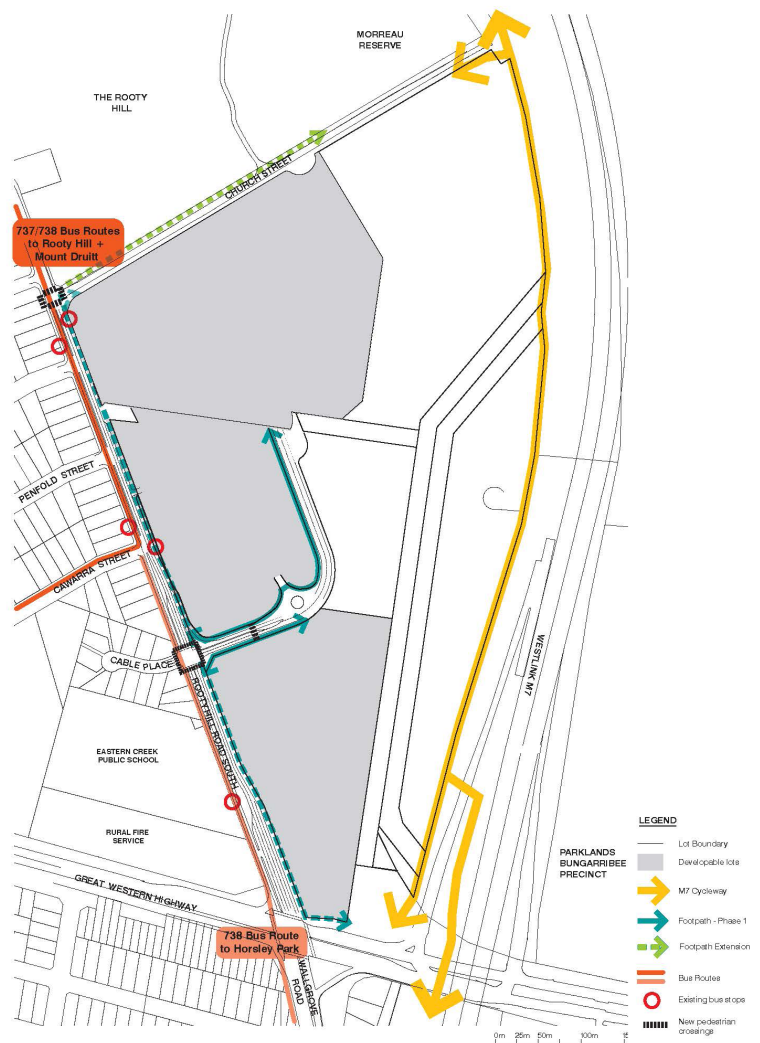 MORREAU
RESERVE
THE ROOTY
HILL
CHURCH STREET
737/738 Bus Routes
to Rooty Hill +
Mount Druitt
PENFOLD STREET
CAWARRA STREET
CABLE PLACE
ROOTY HILL ROAD SOUTH
WESTLINK M7
EASTERN CREEK
PUBLIC SCHOOL
RURAL FIRE
SERVICE
GREAT WESTERN HIGHWAY
738 Bus Route
to Horsley Park
WALLGROVE
ROAD
PARKLANDS
BUNGARRIBEE
PRECINCT
LEGEND
Lot Boundary
Developable lots
M7 Cycleway
Footpath - Phase 1
Footpath Extension
Bus Routes
Existing bus stops
New pedestrian
crossings
0m 25m 50m 100m